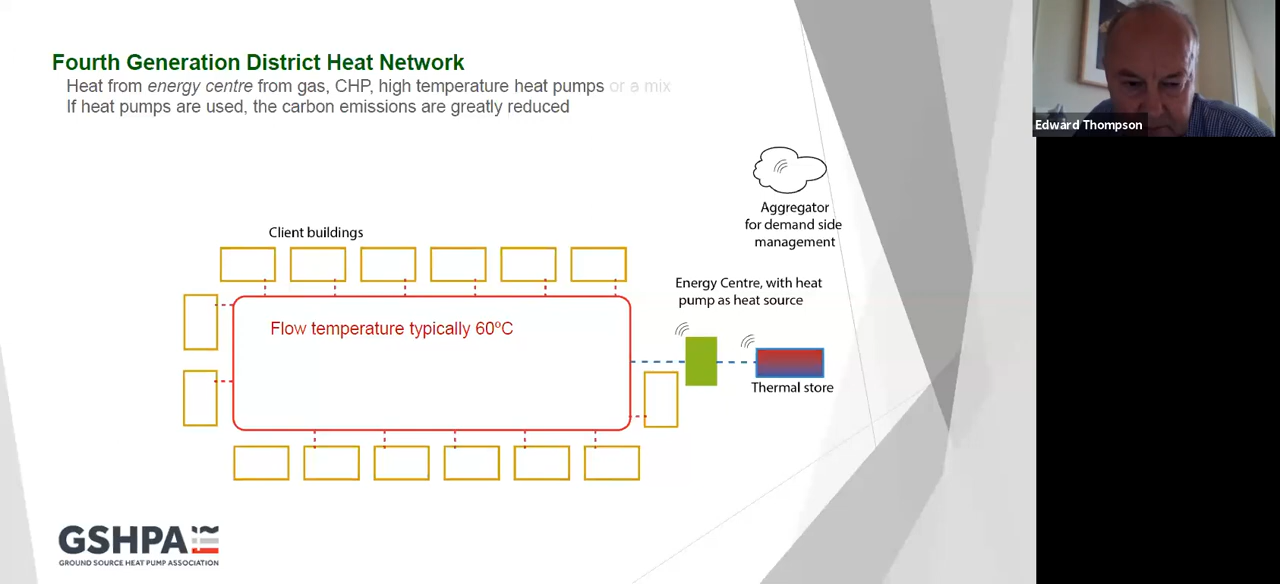 Fourth Generation District Heat Network
Heat from energy centre from gas, CHP, high temperature heat pumps or a mix
If heat pumps are used, the carbon emissions are greatly reduced
Edward Thompson
Aggregator
for demand side
management
Client buildings
Energy Centre, with heat
pump as heat source
Flow temperature typically 60ºC
Thermal store
GSHPA
GROUND SOURCE HEAT PUMP ASSOCIATION